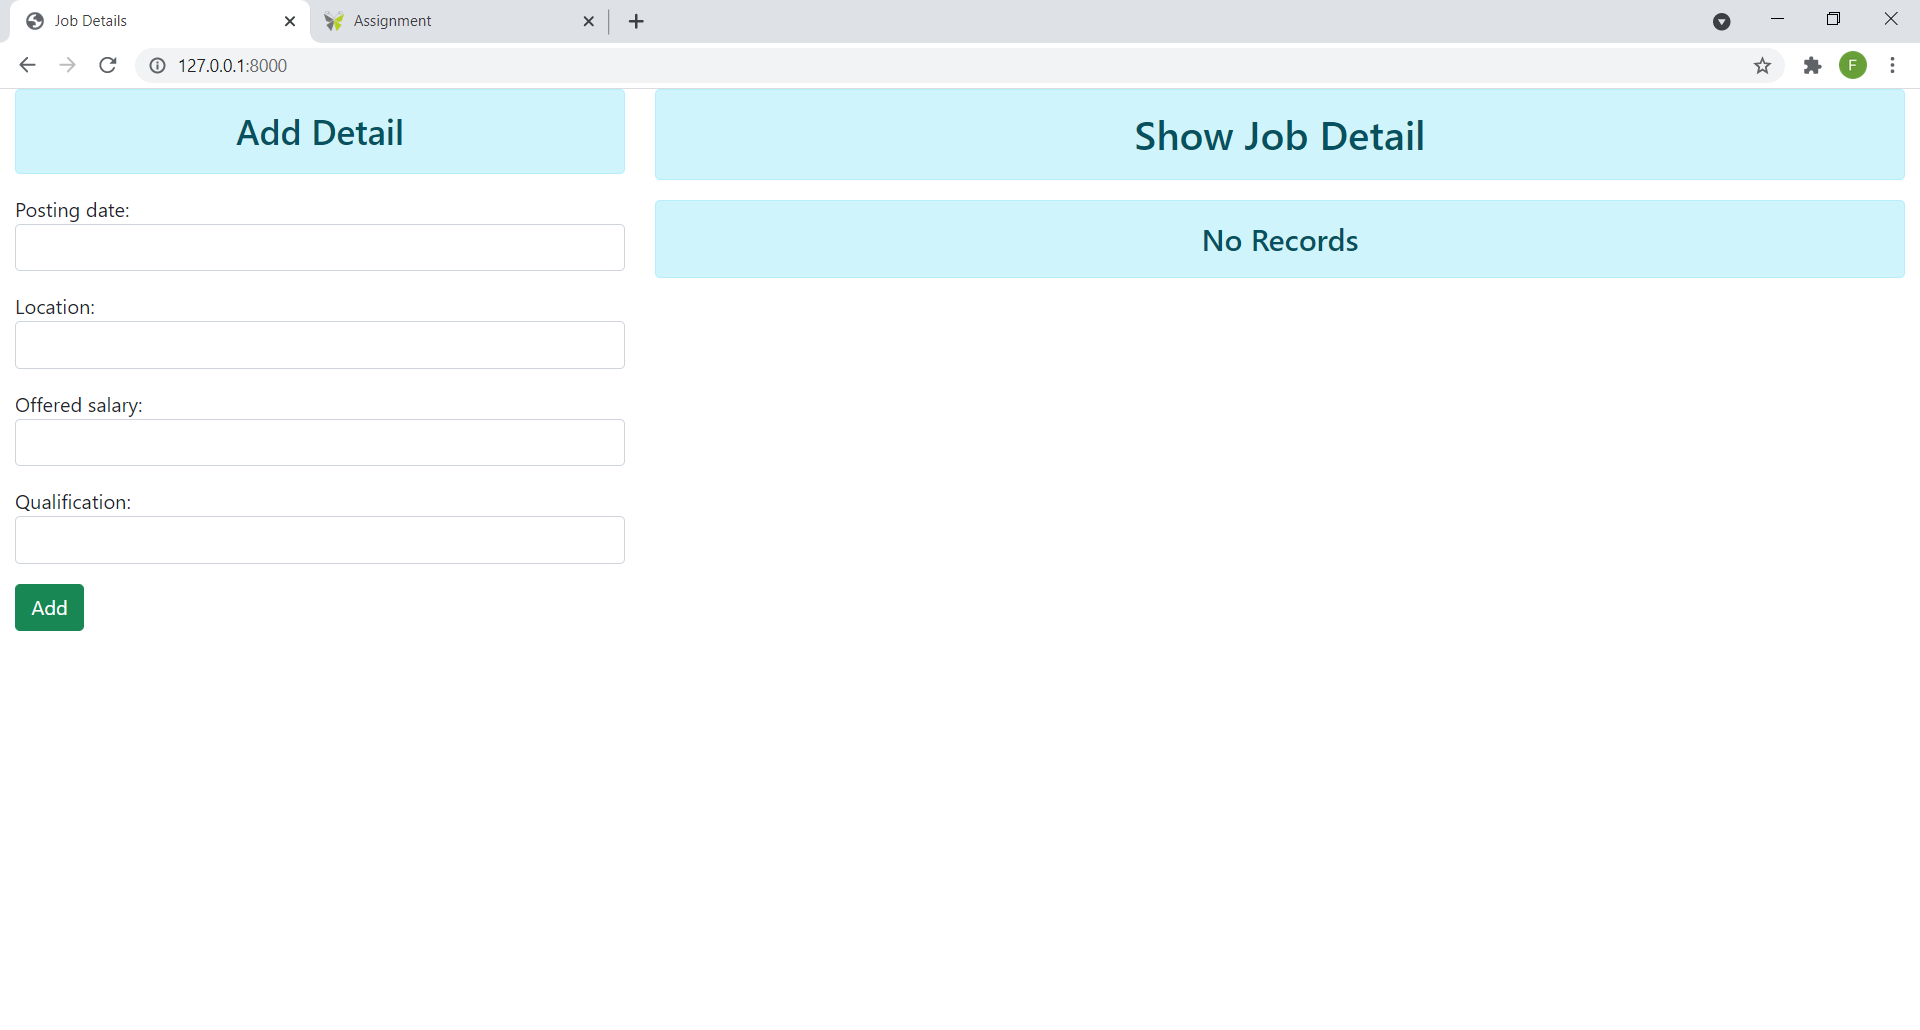 Job Details
Assignment
127.0.0.1:8000
F
Add Detail
Posting date:
Location:
Offered salary:
Qualification:
Add
Show Job Detail
No Records